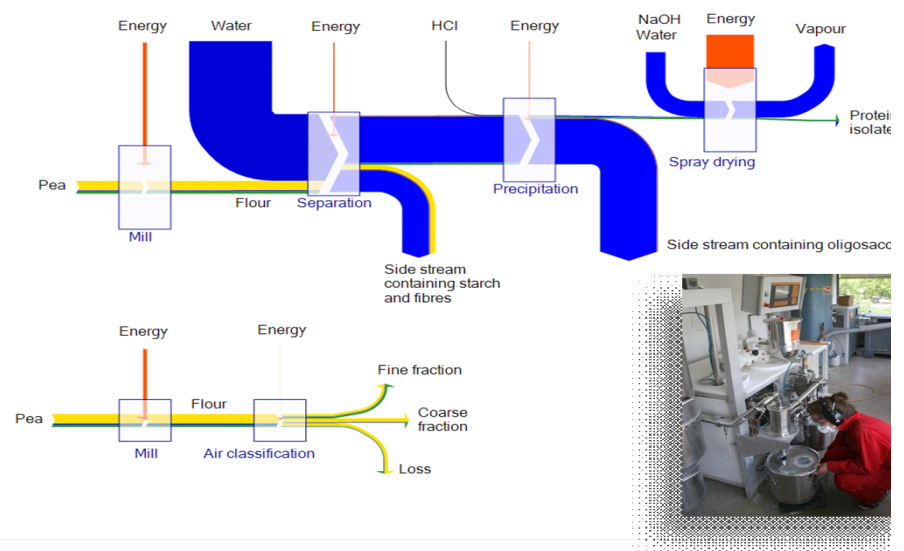 Energy
Water
Energy
HCl
Energy
NaOH
Water
Energy
Vapour
Protei
isolate
Pea
Flour
Mill
Separation
Precipitation
Spray drying
Side stream
containing starch
and fibres
Side stream containing oligosacc
Energy
Energy
Pea
Flour
Mill
Air classification
Fine fraction
Coarse
fraction
Loss